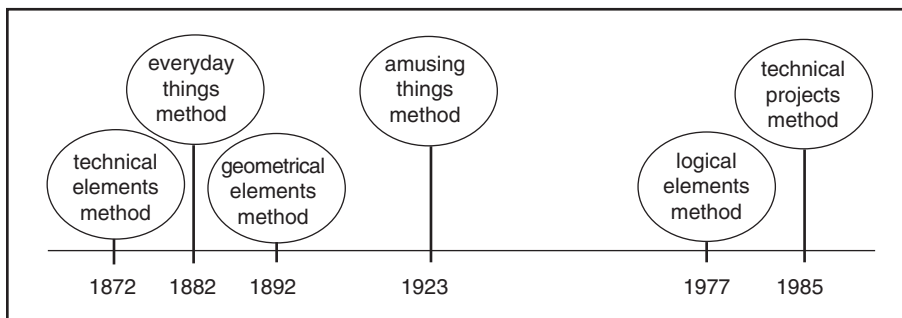 technical
elements
method
everyday
things
method
geometrical
elements
method
amusing
things
method
logical
elements
method
technical
projects
method
1872
1882
1892
1923
1977
1985